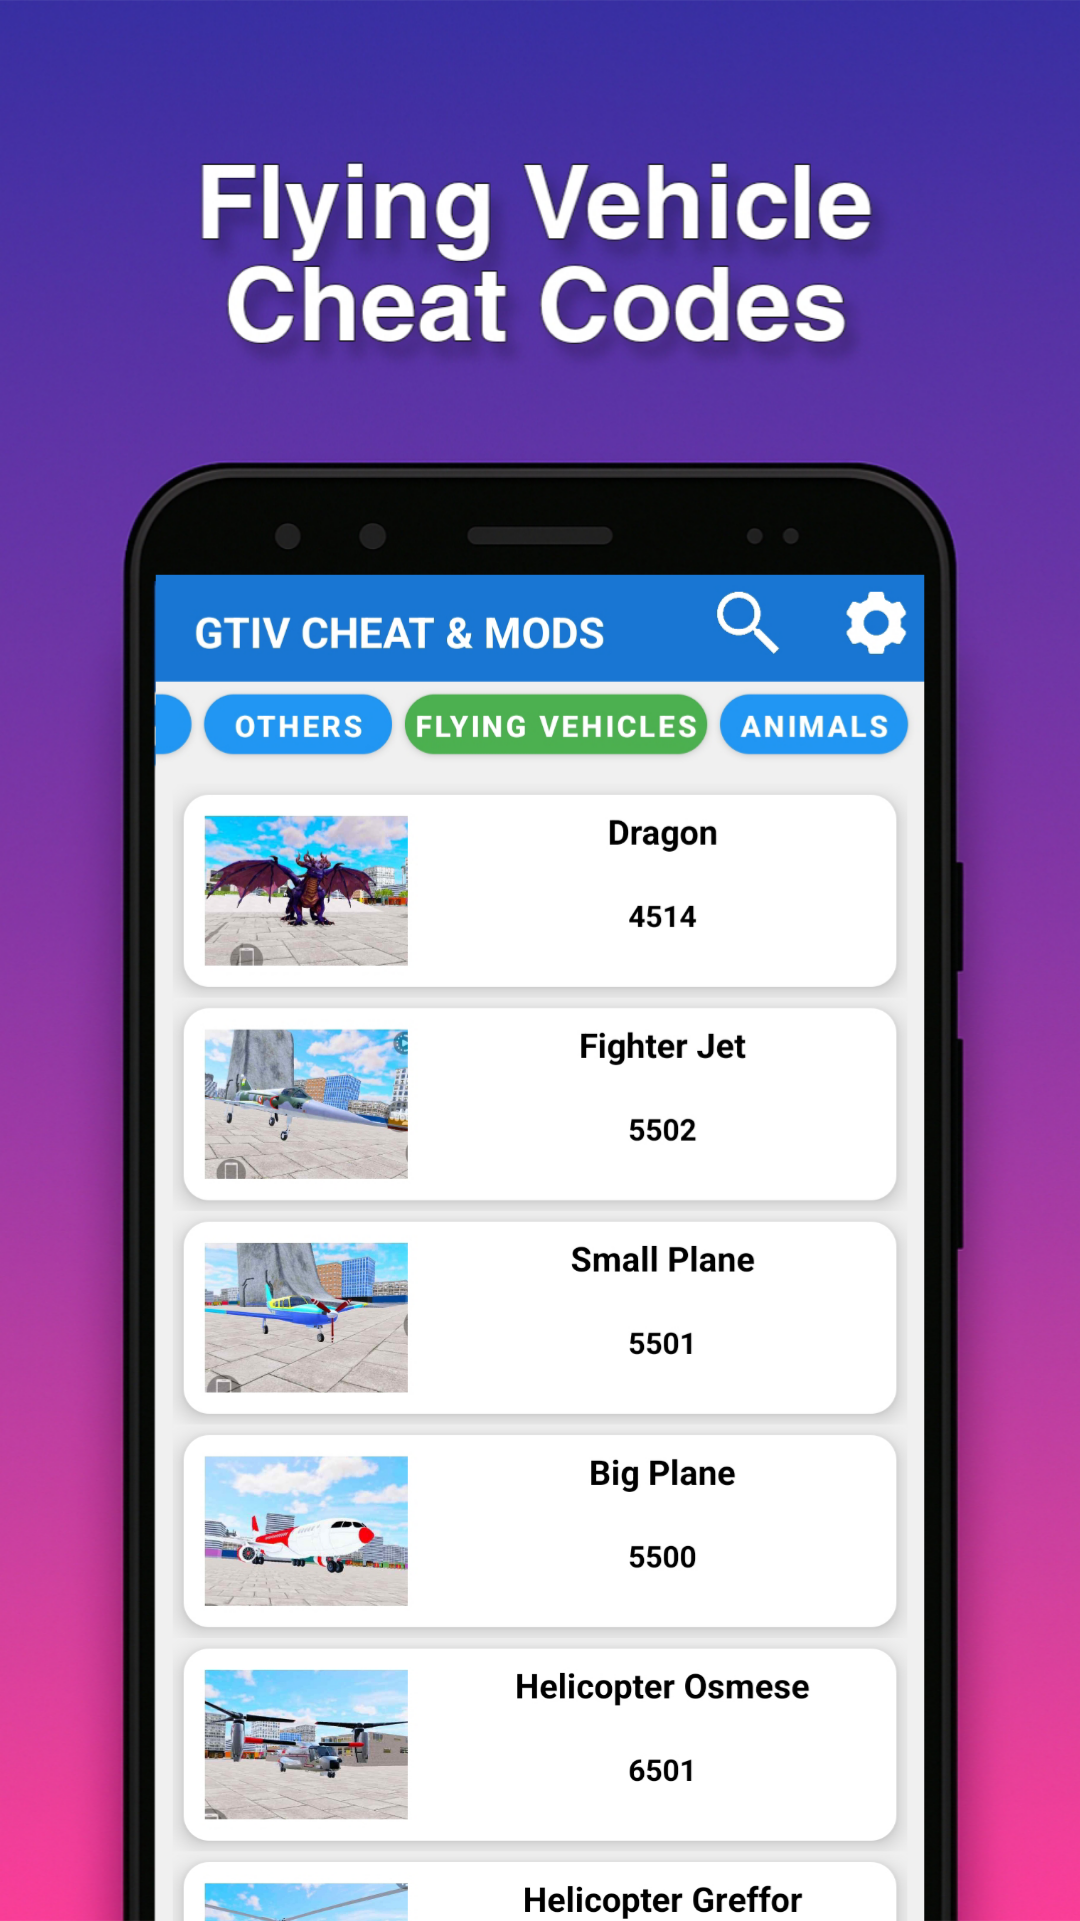 Flying Vehicle
Cheat Codes
GTIV CHEAT & MODS
OTHERS
FLYING VEHICLES
ANIMALS
Dragon
4514
Fighter Jet
5502
Small Plane
5501
Big Plane
5500
Helicopter Osmese
6501
Helicopter Greffor